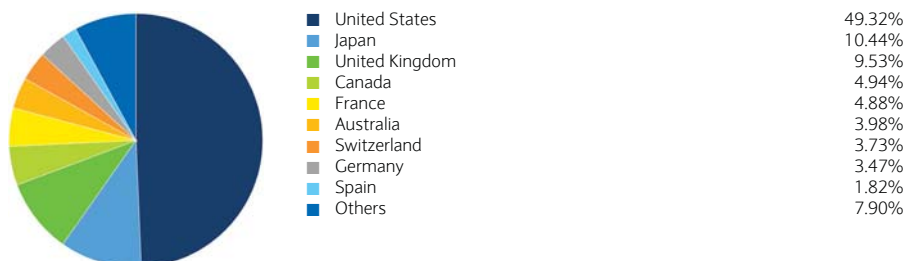 United States 49.32%
Japan 10.44%
United Kingdom 9.53%
Canada 4.94%
France 4.88%
Australia 3.98%
Switzerland 3.73%
Germany 3.47%
Spain 1.82%
Others 7.90%